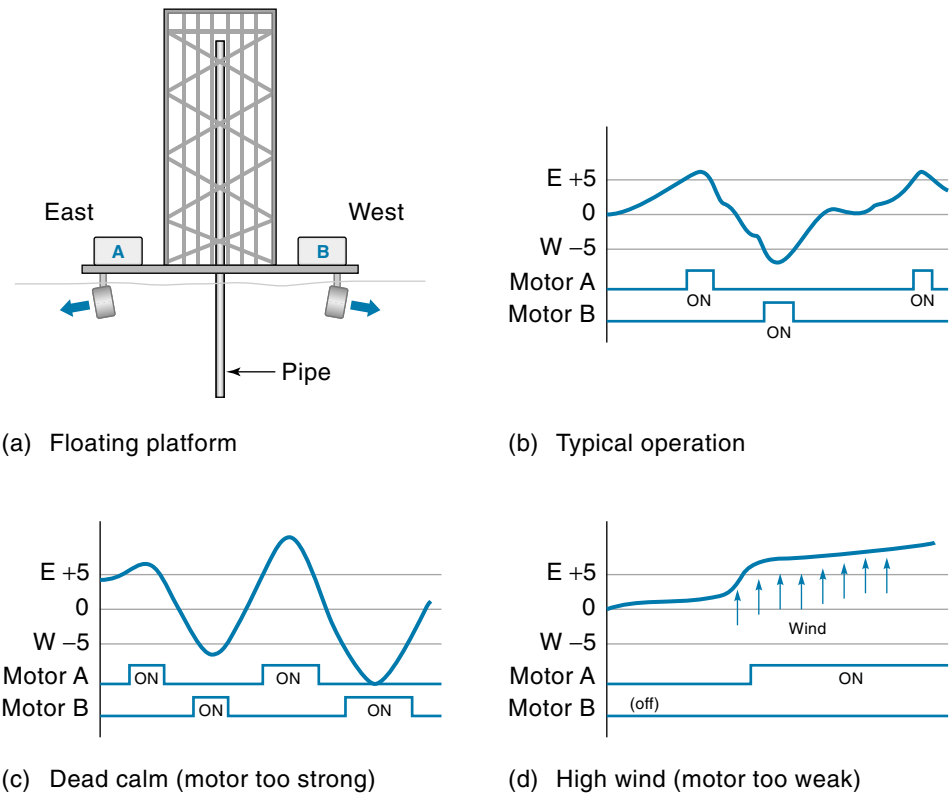 East
West
A
B
Pipe
(a) Floating platform
E +5
0
W −5
Motor A
ON
ON
Motor B
ON
(b) Typical operation
E +5
0
W −5
Motor A
ON
ON
Motor B
ON
ON
(c) Dead calm (motor too strong)
E +5
0
Wind
W −5
Motor A
ON
Motor B
(off)
(d) High wind (motor too weak)